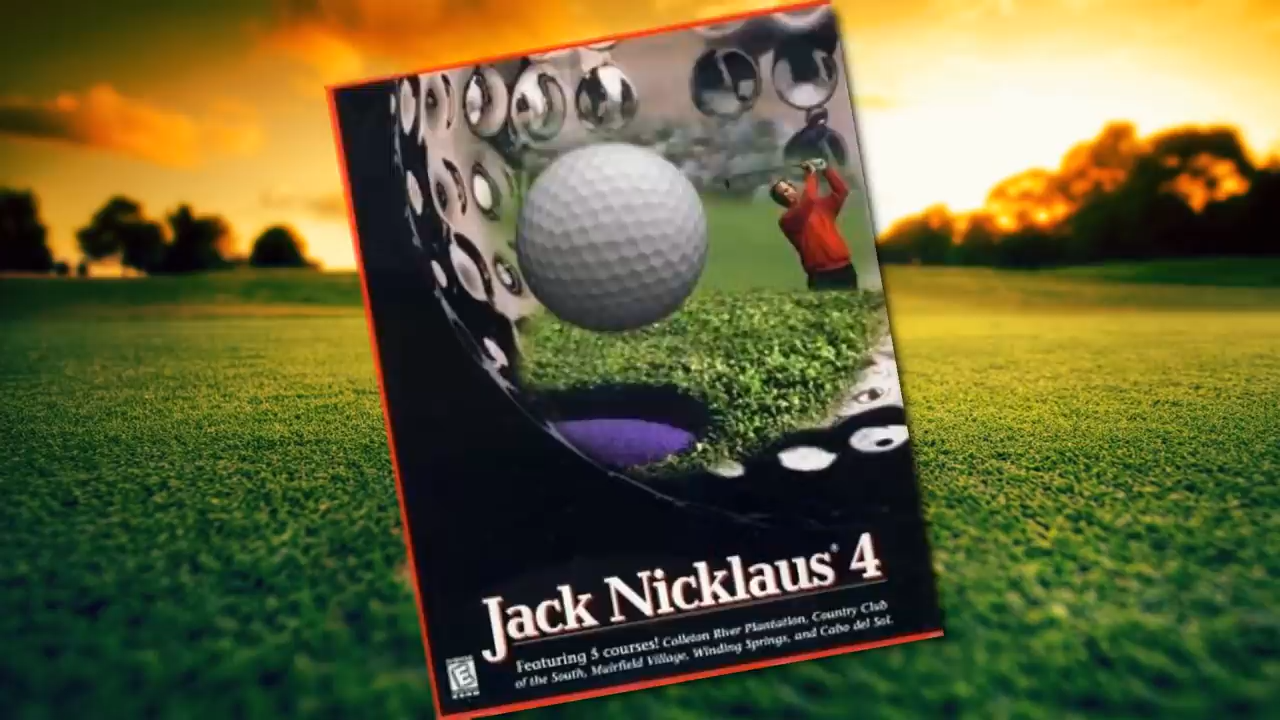 Jack Nicklaus® 4
Featuring 5 courses! Colleton River Plantation, Country Club
of the South, Muirfield Village, Winding Springs, and Cabo del Sol.
E